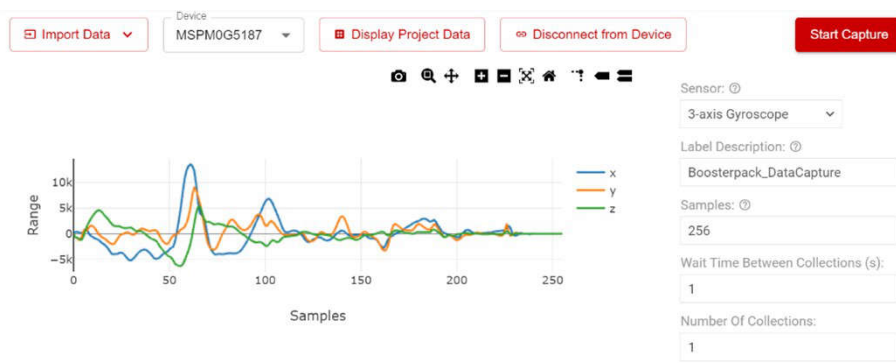 Import Data
Device
MSPM0G5187
Display Project Data
Disconnect from Device
Start Capture
Sensor:
3-axis Gyroscope
Label Description:
Boosterpack_DataCapture
Samples:
256
Wait Time Between Collections (s):
1
Number Of Collections:
1
Range
10k
5k
0
−5k
0 50 100 150 200 250
Samples
x
y
z